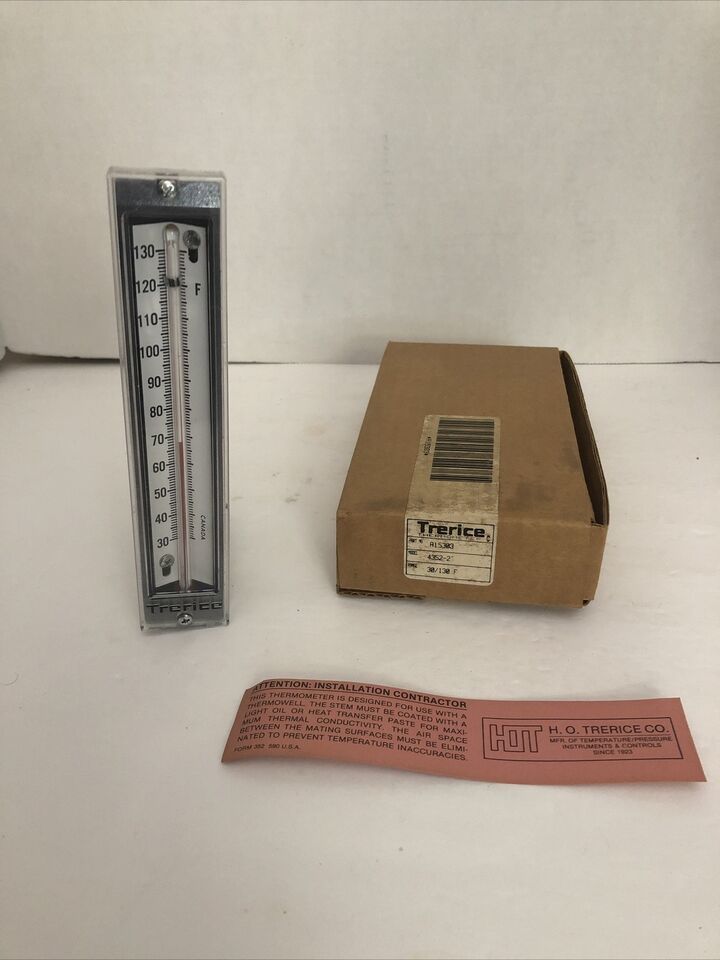 130
120
F
110
100
90
80
70
60
50
40
30
CANADA
Trerice
Trerice
A15303
4352-2
30/130 F
ATTENTION: INSTALLATION CONTRACTOR
THIS THERMOMETER IS DESIGNED FOR USE WITH A
THERMOWELL. THE STEM MUST BE COATED WITH A
LIGHT OIL OR HEAT TRANSFER PASTE FOR MAXI-
MUM THERMAL CONDUCTIVITY. THE AIR SPACE
BETWEEN THE MATING SURFACES MUST BE ELIMI-
NATED TO PREVENT TEMPERATURE INACCURACIES.
FORM 352 590 U.S.A.
HOT
H. O. TRERICE CO.
MFR. OF TEMPERATURE/PRESSURE
INSTRUMENTS & CONTROLS
SINCE 1923